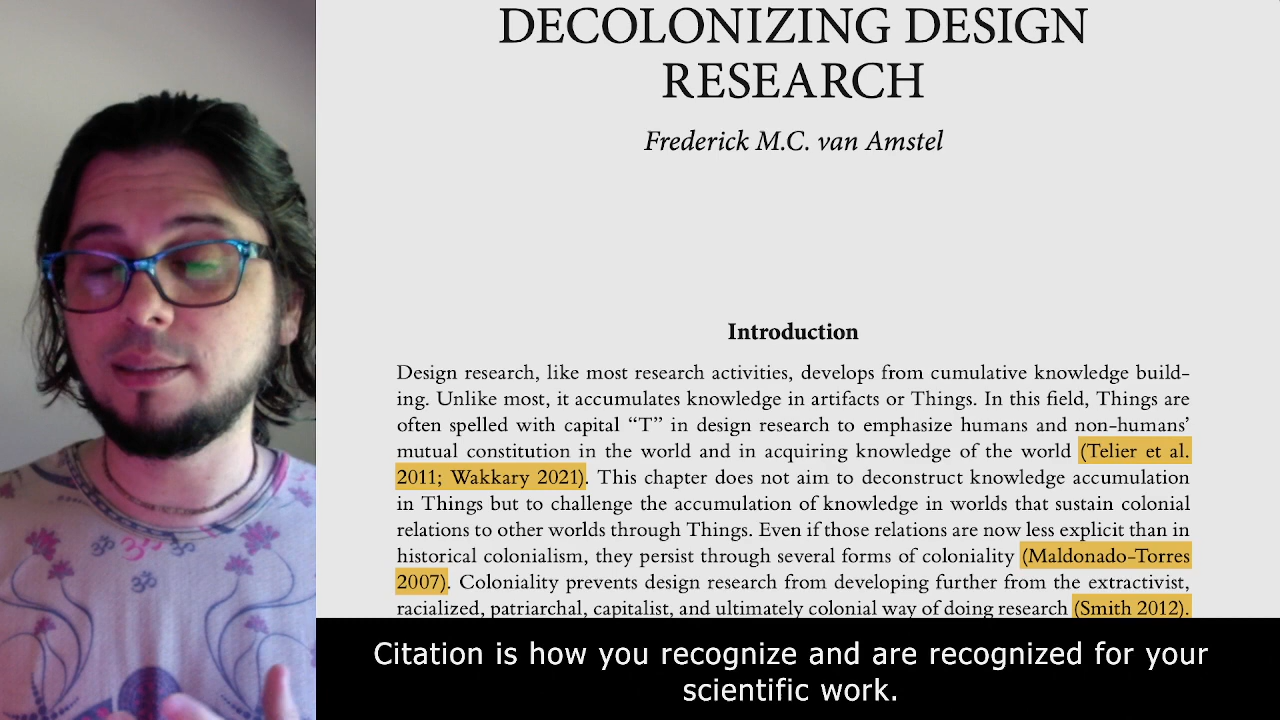 DECOLONIZING DESIGN
RESEARCH
Frederick M.C. van Amstel
Introduction
Design research, like most research activities, develops from cumulative knowledge build-
ing. Unlike most, it accumulates knowledge in artifacts or Things. In this field, Things are
often spelled with capital “T” in design research to emphasize humans and non-humans’
mutual constitution in the world and in acquiring knowledge of the world (Telier et al.
2011; Wakkary 2021). This chapter does not aim to deconstruct knowledge accumulation
in Things but to challenge the accumulation of knowledge in worlds that sustain colonial
relations to other worlds through Things. Even if those relations are now less explicit than in
historical colonialism, they persist through several forms of coloniality (Maldonado-Torres
2007). Coloniality prevents design research from developing further from the extractivist,
racialized, patriarchal, capitalist, and ultimately colonial way of doing research (Smith 2012).
ॐ ॐ ॐ
ॐ
Citation is how you recognize and are recognized for your
scientific work.